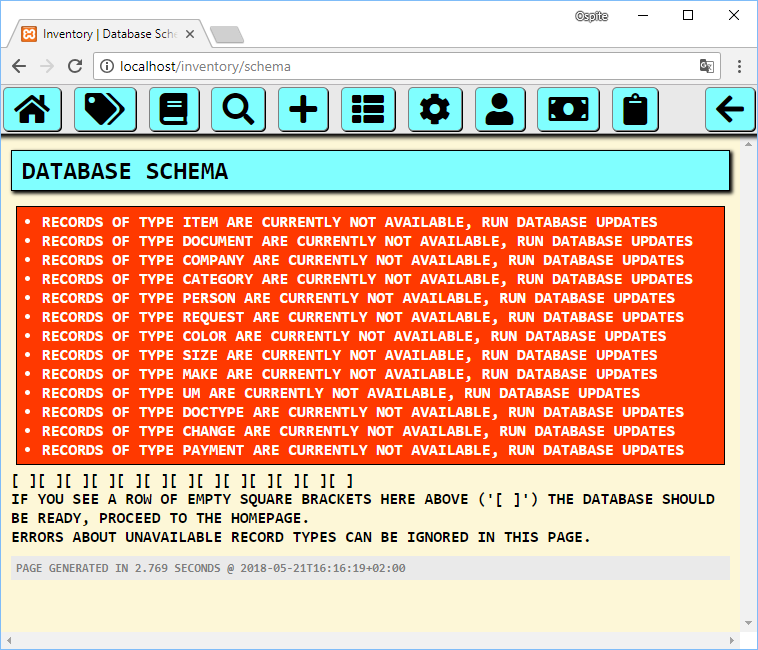 Ospite
Inventory | Database Sche
localhost/inventory/schema
DATABASE SCHEMA
• RECORDS OF TYPE ITEM ARE CURRENTLY NOT AVAILABLE, RUN DATABASE UPDATES
• RECORDS OF TYPE DOCUMENT ARE CURRENTLY NOT AVAILABLE, RUN DATABASE UPDATES
• RECORDS OF TYPE COMPANY ARE CURRENTLY NOT AVAILABLE, RUN DATABASE UPDATES
• RECORDS OF TYPE CATEGORY ARE CURRENTLY NOT AVAILABLE, RUN DATABASE UPDATES
• RECORDS OF TYPE PERSON ARE CURRENTLY NOT AVAILABLE, RUN DATABASE UPDATES
• RECORDS OF TYPE REQUEST ARE CURRENTLY NOT AVAILABLE, RUN DATABASE UPDATES
• RECORDS OF TYPE COLOR ARE CURRENTLY NOT AVAILABLE, RUN DATABASE UPDATES
• RECORDS OF TYPE SIZE ARE CURRENTLY NOT AVAILABLE, RUN DATABASE UPDATES
• RECORDS OF TYPE MAKE ARE CURRENTLY NOT AVAILABLE, RUN DATABASE UPDATES
• RECORDS OF TYPE UM ARE CURRENTLY NOT AVAILABLE, RUN DATABASE UPDATES
• RECORDS OF TYPE DOCTYPE ARE CURRENTLY NOT AVAILABLE, RUN DATABASE UPDATES
• RECORDS OF TYPE CHANGE ARE CURRENTLY NOT AVAILABLE, RUN DATABASE UPDATES
• RECORDS OF TYPE PAYMENT ARE CURRENTLY NOT AVAILABLE, RUN DATABASE UPDATES
[ ][ ][ ][ ][ ][ ][ ][ ][ ][ ][ ][ ][ ]
IF YOU SEE A ROW OF EMPTY SQUARE BRACKETS HERE ABOVE ('[ ]') THE DATABASE SHOULD
BE READY, PROCEED TO THE HOMEPAGE.
ERRORS ABOUT UNAVAILABLE RECORD TYPES CAN BE IGNORED IN THIS PAGE.
PAGE GENERATED IN 2.769 SECONDS @ 2018-05-21T16:16:19+02:00